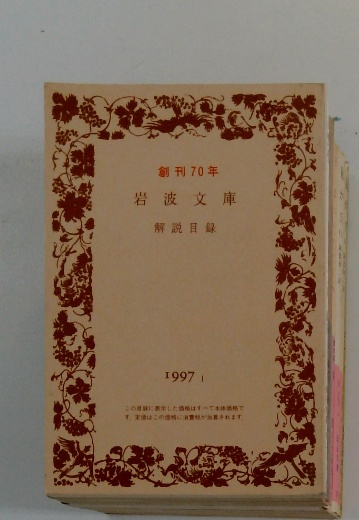 創刊70年
岩波文庫
解説目録
1997 1
この目録に表示した価格はすべて本体価格で
す。定価はこの価格に消費税が加算されます。